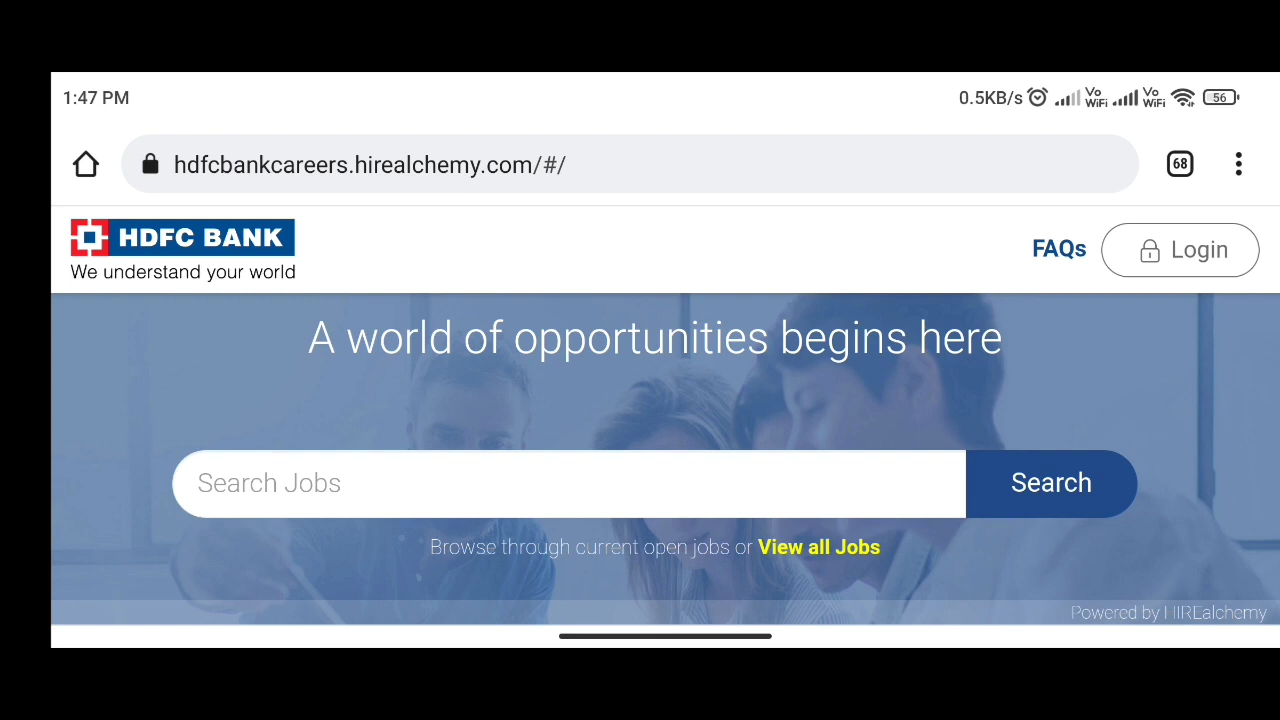 1:47 PM
0.5KB/s Vo WiFi Vo WiFi 56
hdfcbankcareers.hirealchemy.com/#/
68
HDFC BANK
We understand your world
FAQs
Login
A world of opportunities begins here
Search Jobs
Search
Browse through current open jobs or View all Jobs
Powered by HIREalchemy